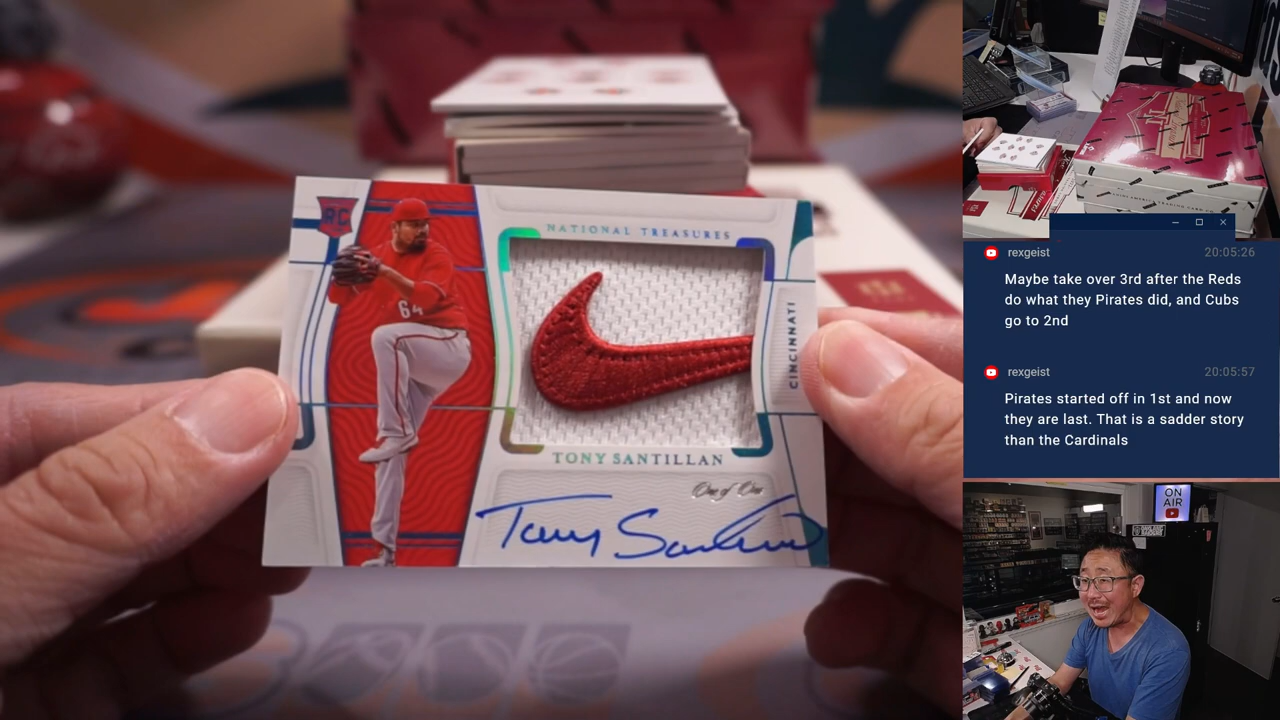 RC
64
NATIONAL TREASURES
CINCINNATI
TONY SANTILLAN
One of One
Tony Santillan
rexgeist 20:05:26
Maybe take over 3rd after the Reds
do what they Pirates did, and Cubs
go to 2nd
rexgeist 20:05:57
Pirates started off in 1st and now
they are last. That is a sadder story
than the Cardinals
ON
AIR